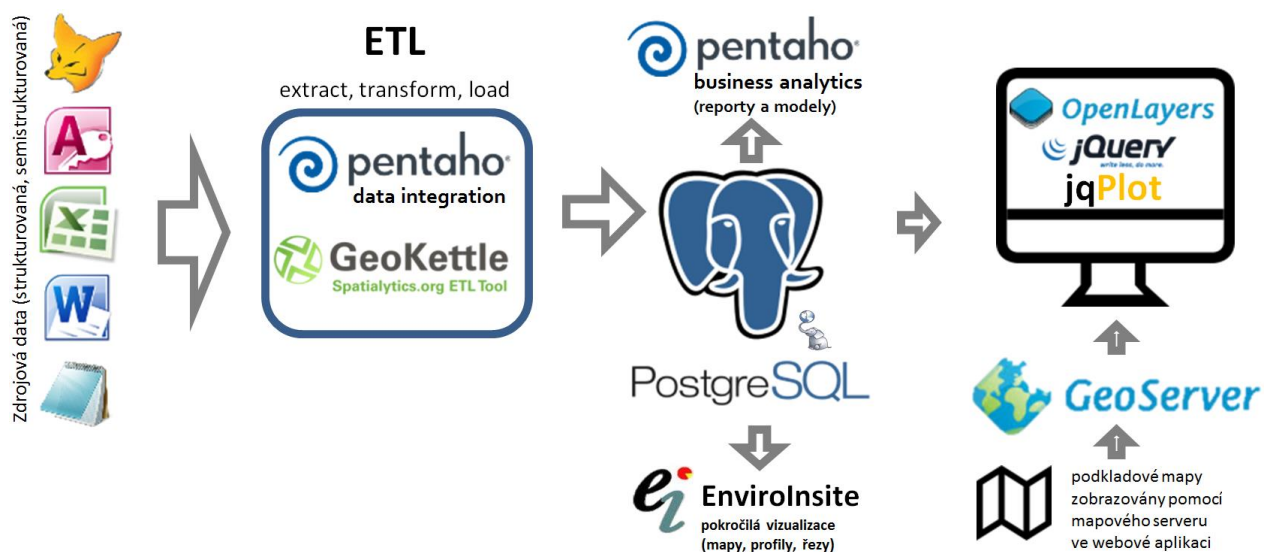 Zdrojová data (strukturovaná, semistrukturovaná)
A
X
W
ETL
extract, transform, load
pentaho
data integration
GeoKettle
Spatialytics.org ETL Tool
pentaho
business analytics
(reporty a modely)
PostgreSQL
ei EnviroInsite
pokročilá vizualizace
(mapy, profily, řezy)
OpenLayers
jQuery
write less, do more.
jqPlot
GeoServer
podkladové mapy
zobrazovány pomocí
mapového serveru
ve webové aplikaci